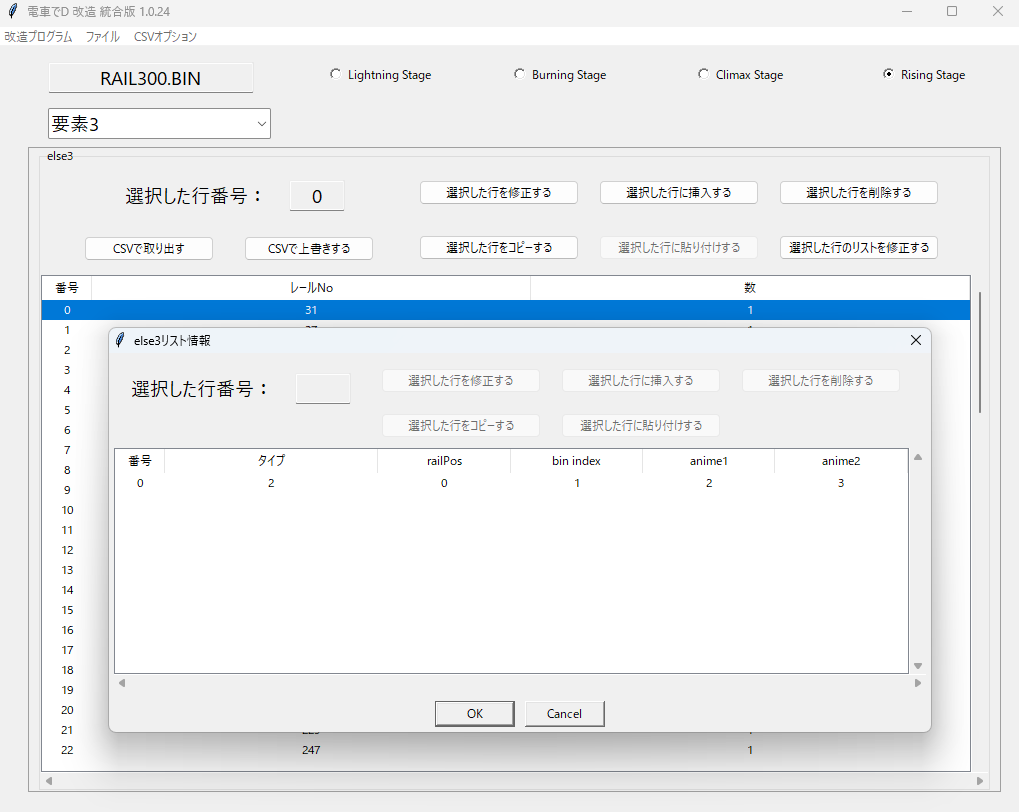 電車でD 改造 統合版 1.0.24
改造プログラム ファイル CSVオプション
RAIL300.BIN
Lightning Stage Burning Stage Climax Stage Rising Stage
要素3
else3
選択した行番号： 0 選択した行を修正する 選択した行に挿入する 選択した行を削除する
CSVで取り出す CSVで上書きする 選択した行をコピーする 選択した行に貼り付けする 選択した行のリストを修正する
番号 レールNo 数
0 31 1
1
2
3
4
5
6
7
8
9
10
11
12
13
14
15
16
17
18
19
20
21
22 247 1
else3リスト情報
選択した行番号： 選択した行を修正する 選択した行に挿入する 選択した行を削除する
選択した行をコピーする 選択した行に貼り付けする
番号 タイプ railPos bin index anime1 anime2
0 2 0 1 2 3
OK Cancel